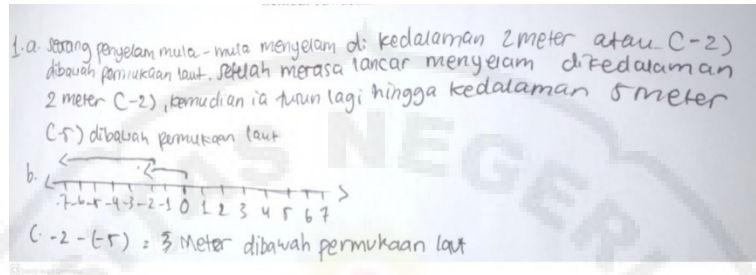 1.a. Seorang penyelam mula-mula menyelam di kedalaman 2 meter atau (-2)
dibawah permukaan laut. setelah merasa lancar menyelam dikedalaman
2 meter (-2), kemudian ia turun lagi hingga kedalaman 5 meter
(-5) dibawah permukaan laut
b.
-7 -6 -5 -4 -3 -2 -1 0 1 2 3 4 5 6 7
c. -2 - (-5) = 3 Meter dibawah permukaan laut
AS NEGERI